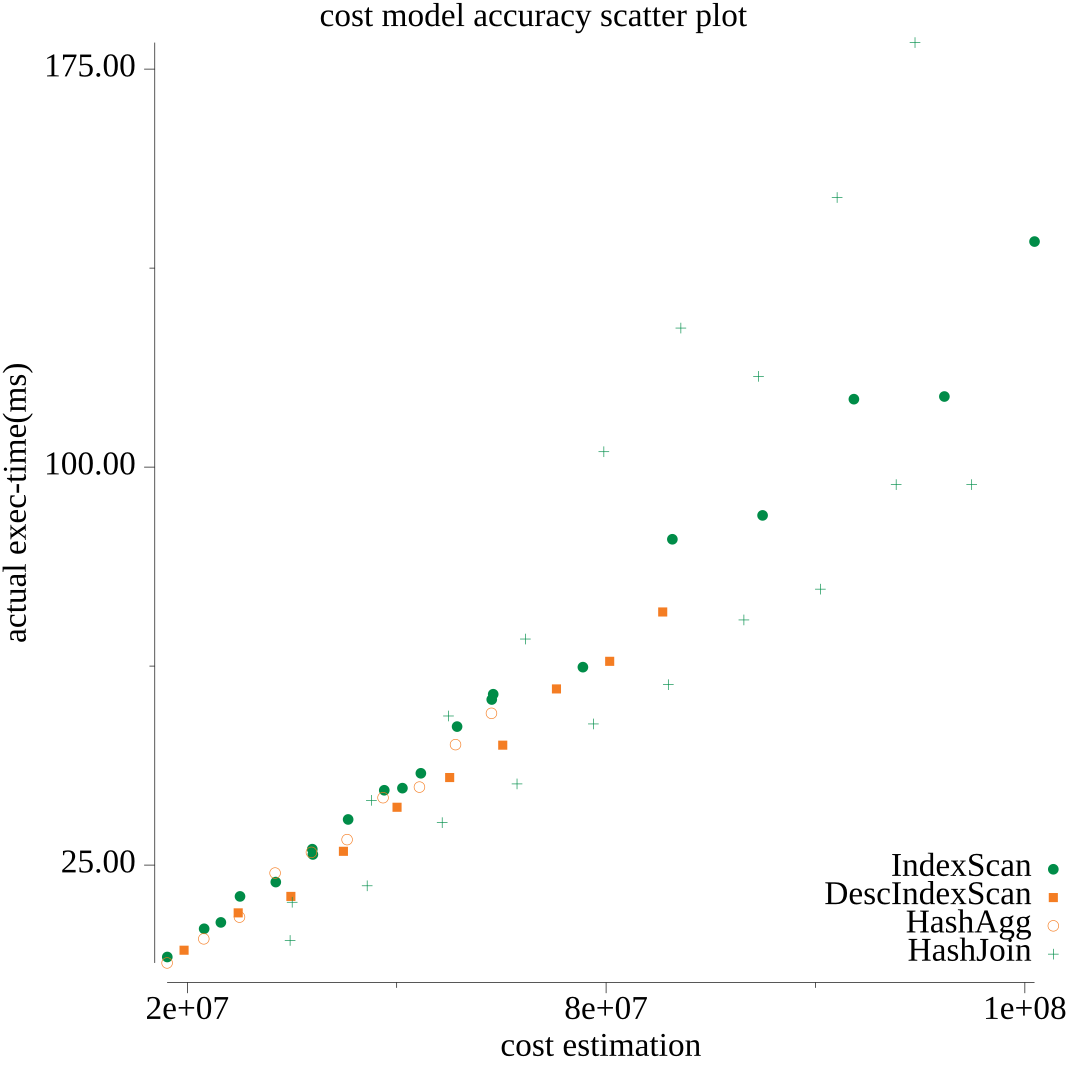 cost model accuracy scatter plot
175.00
100.00
25.00
actual exec-time(ms)
IndexScan
DescIndexScan
HashAgg
HashJoin
2e+07 8e+07 1e+08
cost estimation